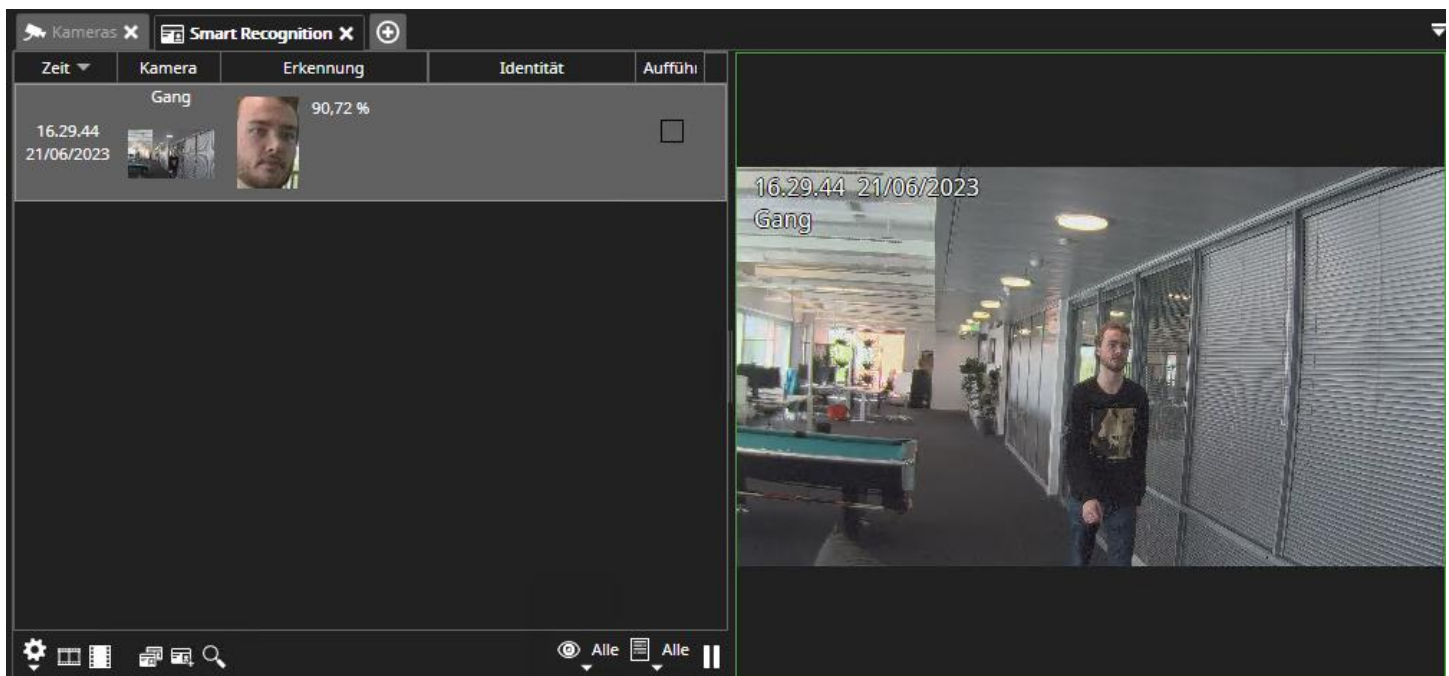 Kameras
Smart Recognition
Zeit Kamera Erkennung Identität Aufführ
Gang
90,72 %
16.29.44
21/06/2023
16.29.44 21/06/2023
Gang
Alle Alle